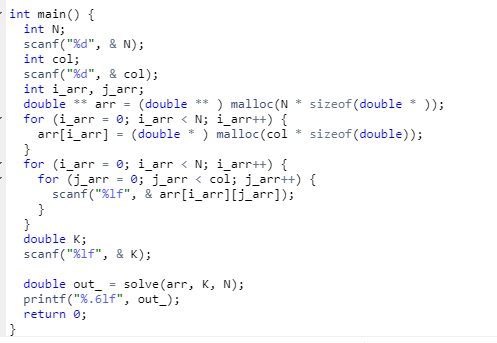 int main() {
  int N;
  scanf("%d", & N);
  int col;
  scanf("%d", & col);
  int i_arr, j_arr;
  double ** arr = (double ** ) malloc(N * sizeof(double * ));
  for (i_arr = 0; i_arr < N; i_arr++) {
    arr[i_arr] = (double * ) malloc(col * sizeof(double));
  }
  for (i_arr = 0; i_arr < N; i_arr++) {
    for (j_arr = 0; j_arr < col; j_arr++) {
      scanf("%lf", & arr[i_arr][j_arr]);
    }
  }
  double K;
  scanf("%lf", & K);

  double out_ = solve(arr, K, N);
  printf("%.6lf", out_);
  return 0;
}